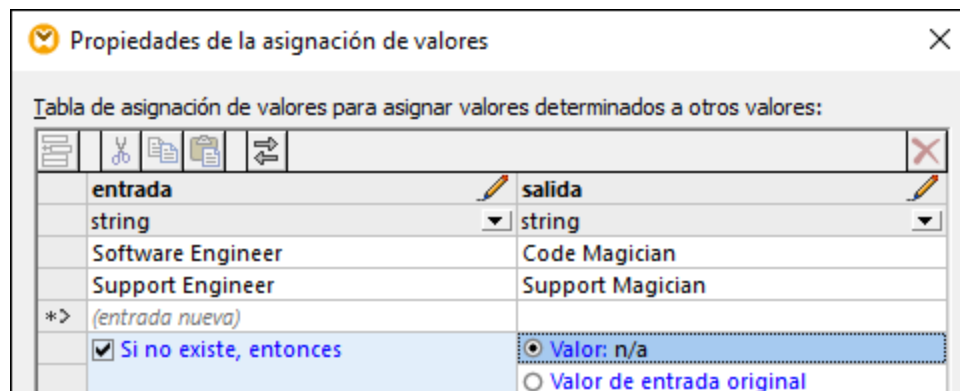 Propiedades de la asignación de valores
Tabla de asignación de valores para asignar valores determinados a otros valores:
entrada salida
string string
Software Engineer Code Magician
Support Engineer Support Magician
(entrada nueva)
Si no existe, entonces Valor: n/a
Valor de entrada original